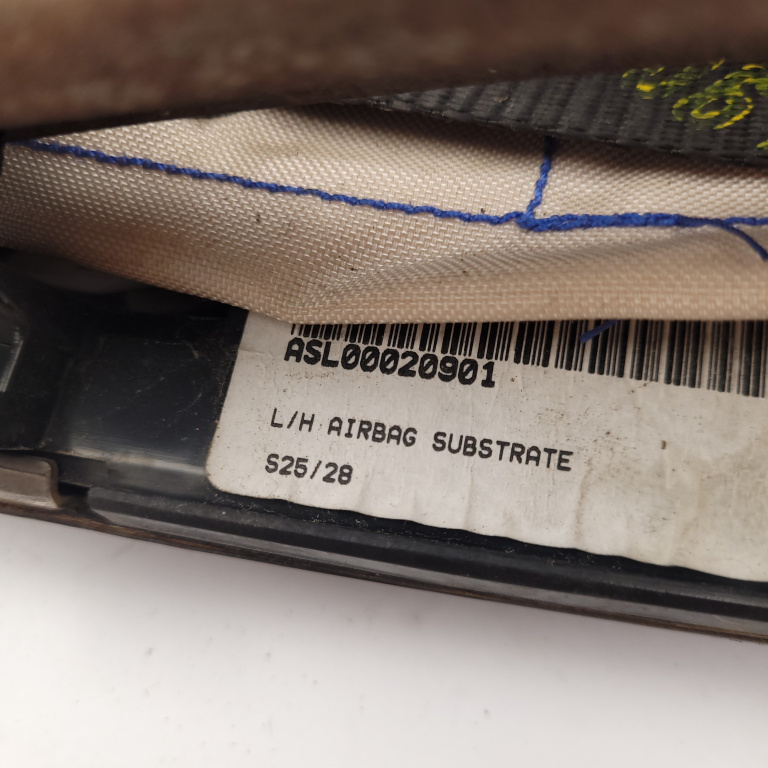 ASL00020901
L/H AIRBAG SUBSTRATE
S25/28